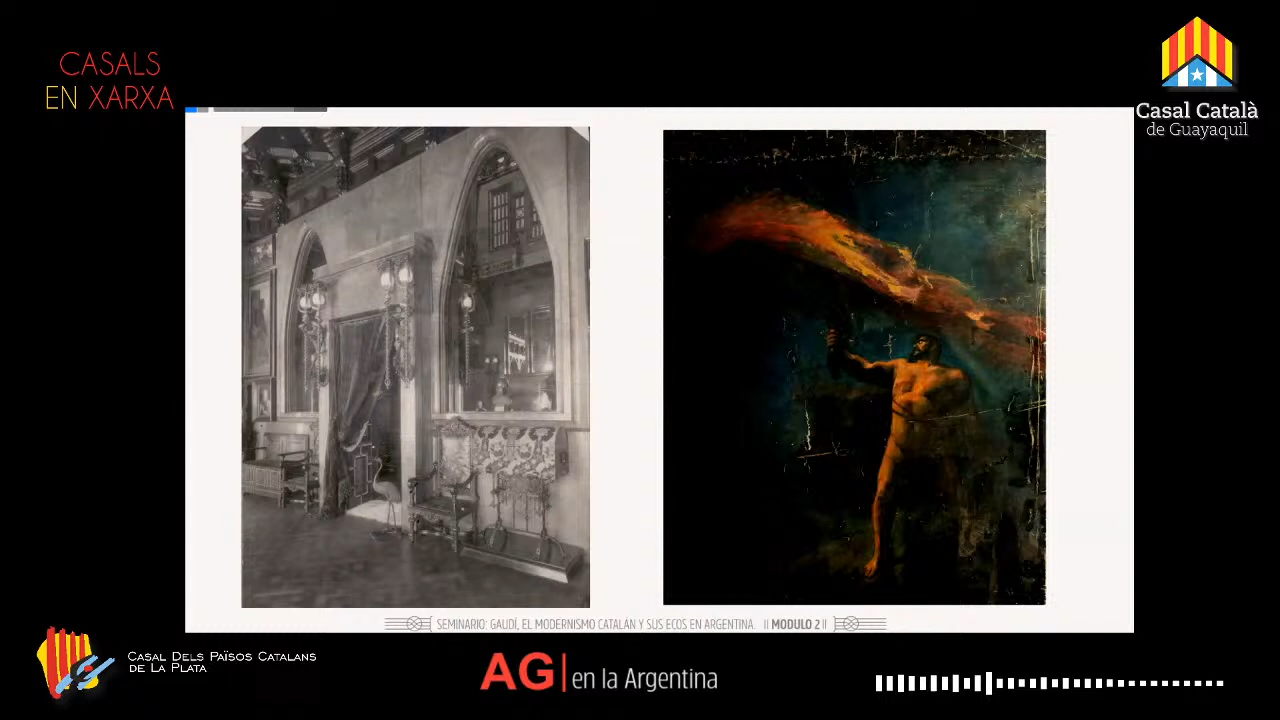 CASALS
EN XARXA
Casal Català
de Guayaquil
SEMINARIO: GAUDÍ, EL MODERNISMO CATALAN Y SUS ECOS EN ARGENTINA. || MODULO 2 ||
CASAL DELS PAÏSOS CATALANS
DE LA PLATA
AG | en la Argentina